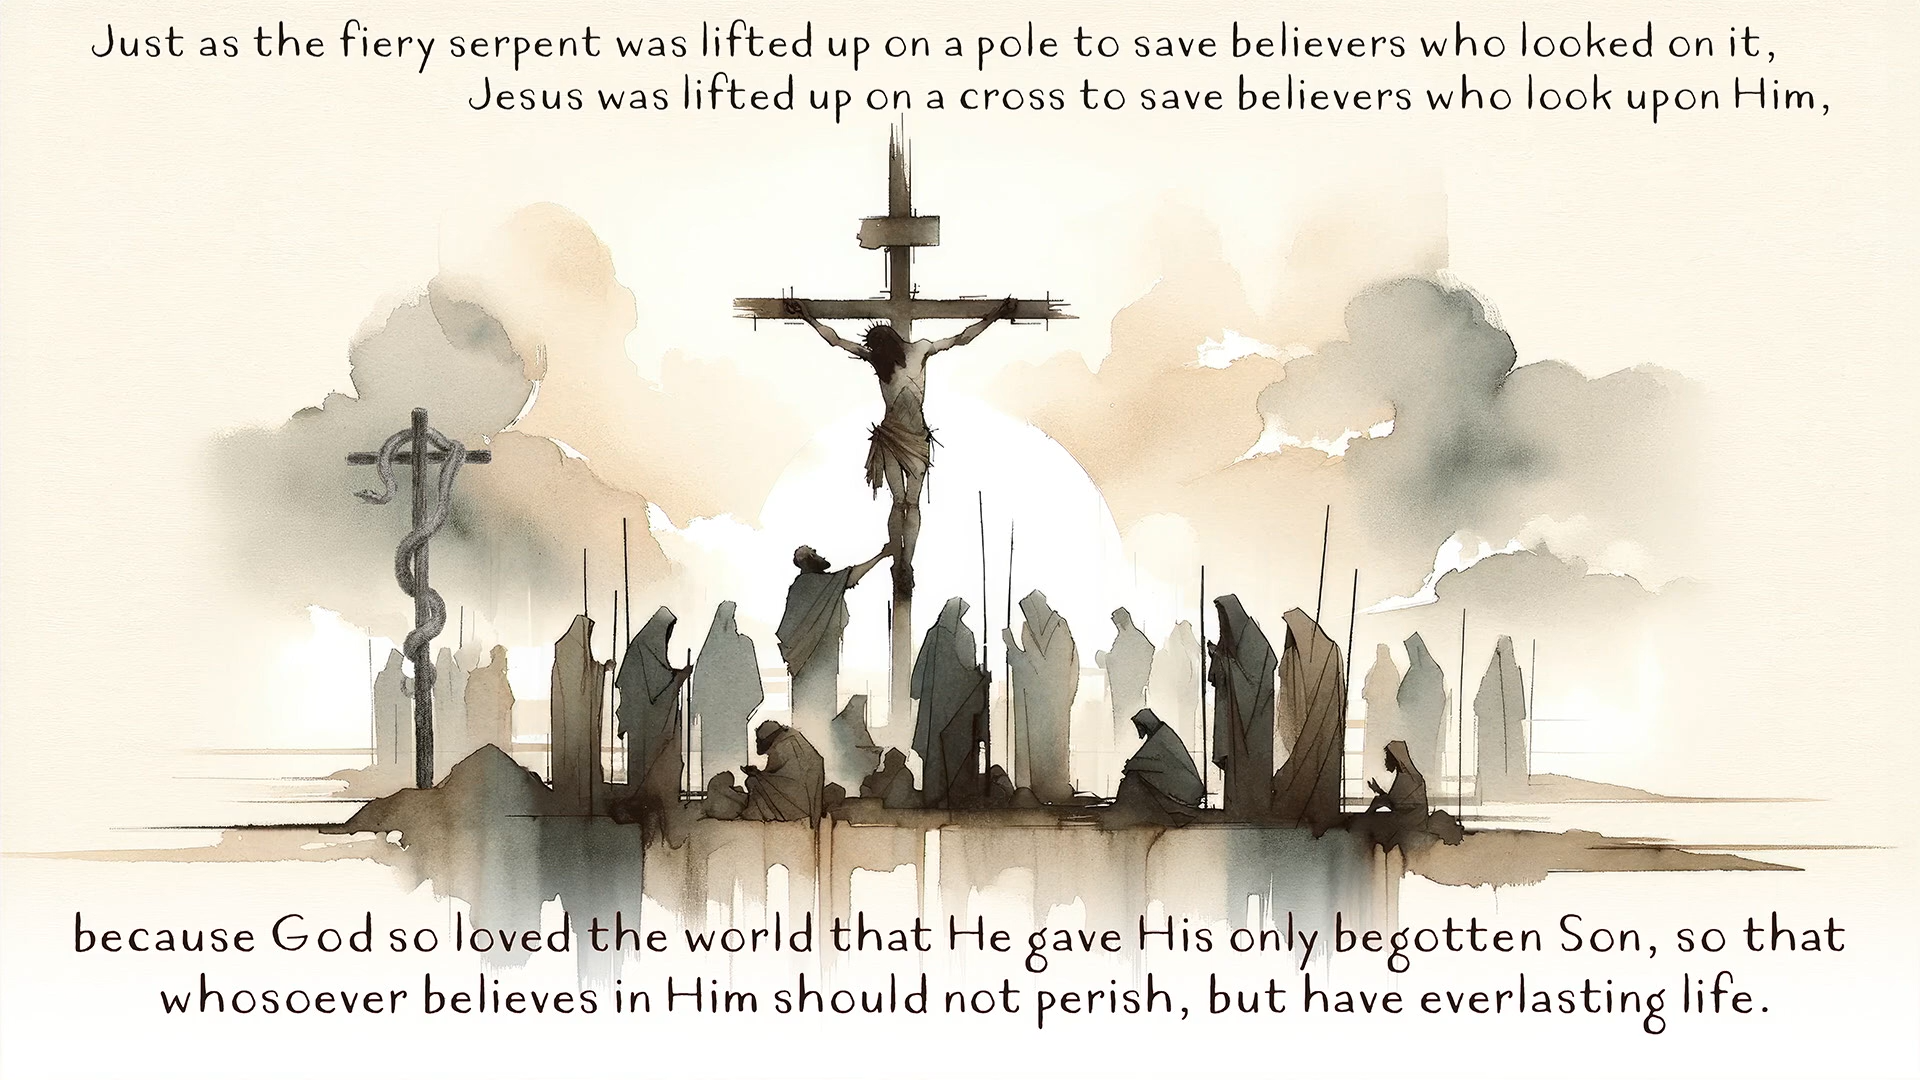 Just as the fiery serpent was lifted up on a pole to save believers who looked on it,
Jesus was lifted up on a cross to save believers who look upon Him,
because God so loved the world that He gave His only begotten Son, so that
whosoever believes in Him should not perish, but have everlasting life.